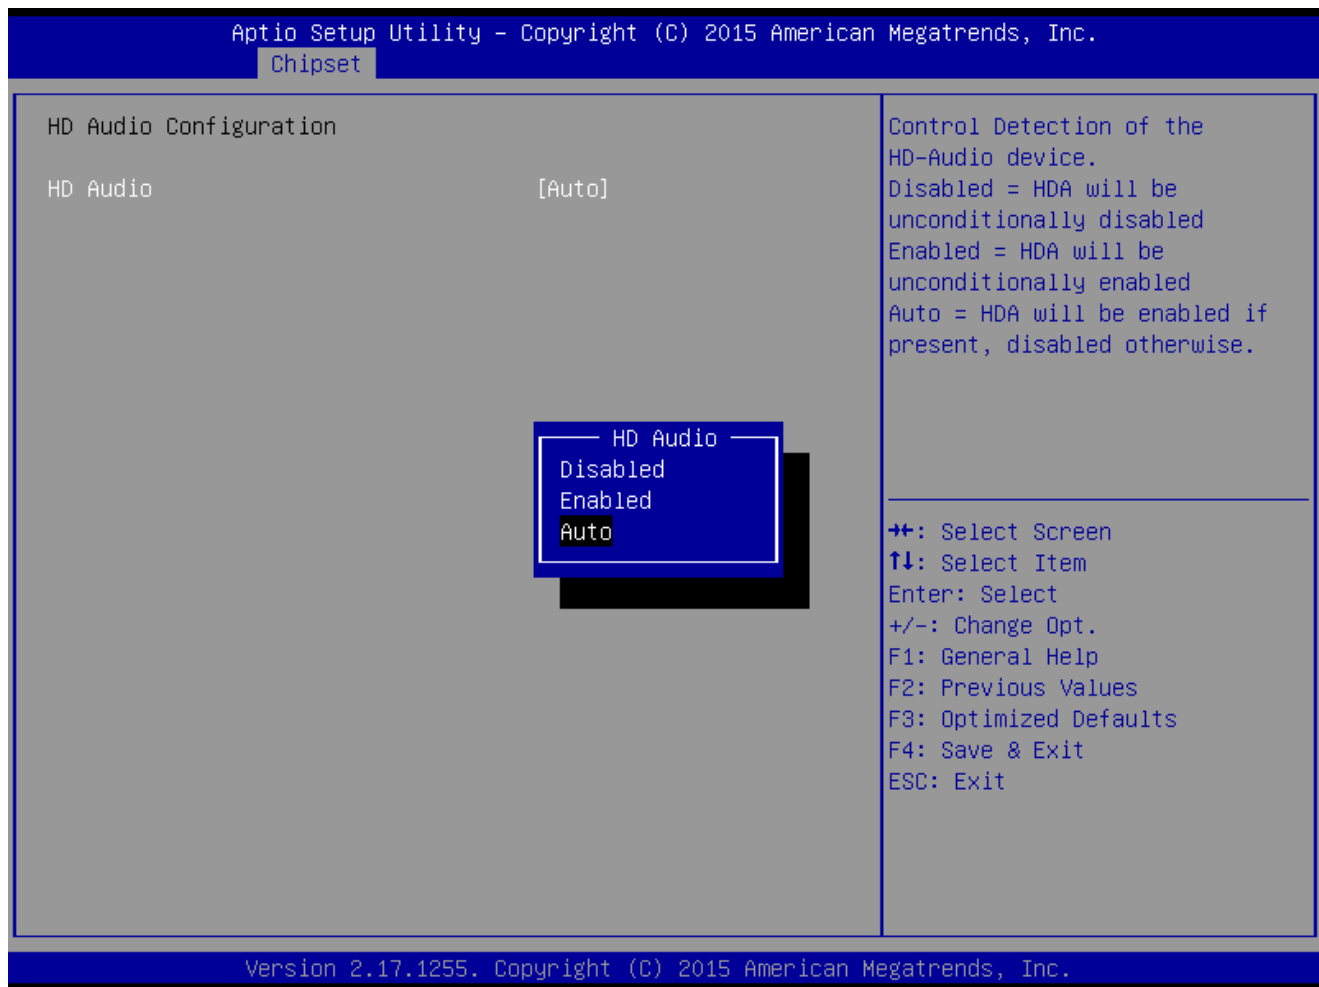 Aptio Setup Utility – Copyright (C) 2015 American Megatrends, Inc.
Chipset
HD Audio Configuration
HD Audio [Auto]
Control Detection of the
HD-Audio device.
Disabled = HDA will be
unconditionally disabled
Enabled = HDA will be
unconditionally enabled
Auto = HDA will be enabled if
present, disabled otherwise.
HD Audio
Disabled
Enabled
Auto
→←: Select Screen
↑↓: Select Item
Enter: Select
+/-: Change Opt.
F1: General Help
F2: Previous Values
F3: Optimized Defaults
F4: Save & Exit
ESC: Exit
Version 2.17.1255. Copyright (C) 2015 American Megatrends, Inc.